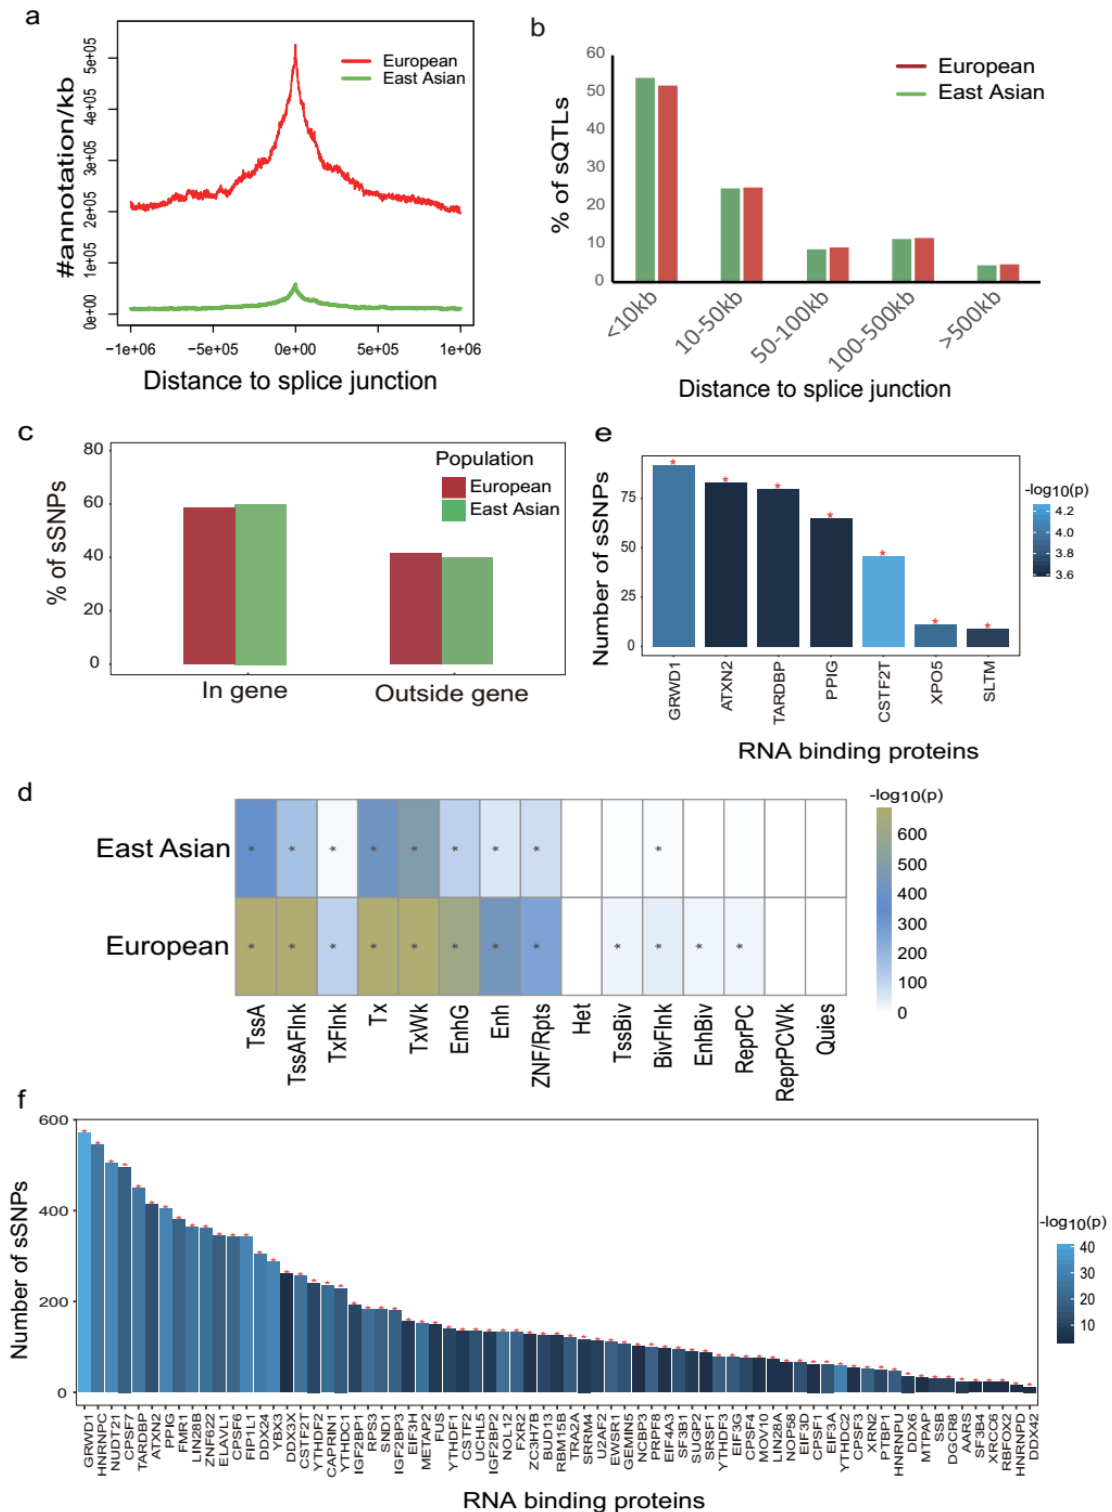 a
#annotation/kb
0e+00 1e+05 2e+05 3e+05 4e+05 5e+05
European
East Asian
−1e+06 −5e+05 0e+00 5e+05 1e+06
Distance to splice junction
b
% of sQTLs
60
50
40
30
20
10
0
European
East Asian
<10kb 10-50kb 50-100kb 100-500kb >500kb
Distance to splice junction
c
% of sSNPs
80
60
40
20
0
Population
European
East Asian
In gene Outside gene
e
Number of sSNPs
75
50
25
0
* * * * * * *
-log10(p)
4.2
4.0
3.8
3.6
GRWD1 ATXN2 TARDBP PPIG CSTF2T XPO5 SLTM
RNA binding proteins
d
East Asian * * * * * * * * *
European * * * * * * * * * * * *
TssA TssAFlnk TxFlnk Tx TxWk EnhG Enh ZNF/Rpts Het TssBiv BivFlnk EnhBiv ReprPC ReprPCWk Quies
-log10(p)
600
500
400
300
200
100
0
f
Number of sSNPs
600
400
200
0
-log10(p)
40
30
20
10
GRWD1 HNRNPC NUDT21 CPSF7 TARDBP ATXN2 PPIG FMR1 LIN28B ZNF622 ELAVL1 CPSF6 FIP1L1 DDX24 YBX3 DDX3X CSTF2T YTHDF2 CAPRIN1 YTHDC1 IGF2BP1 RPS3 SND1 IGF2BP3 EIF3H METAP2 FUS YTHDF1 CSTF2 UCHL5 IGF2BP2 NOL12 FXR2 ZC3H7B BUD13 RBM15B TRA2A SRRM4 U2AF2 EWSR1 GEMIN5 NCBP3 PRPF8 EIF4A3 SF3B1 SUGP2 SRSF1 YTHDF3 EIF3G CPSF4 MOV10 LIN28A NOP58 EIF3D CPSF1 EIF3A YTHDC2 CPSF3 XRN2 PTBP1 HNRNPU DDX6 MTPAP SSB DGCR8 AARS SF3B4 XRCC6 RBFOX2 HNRNPD DDX42
RNA binding proteins